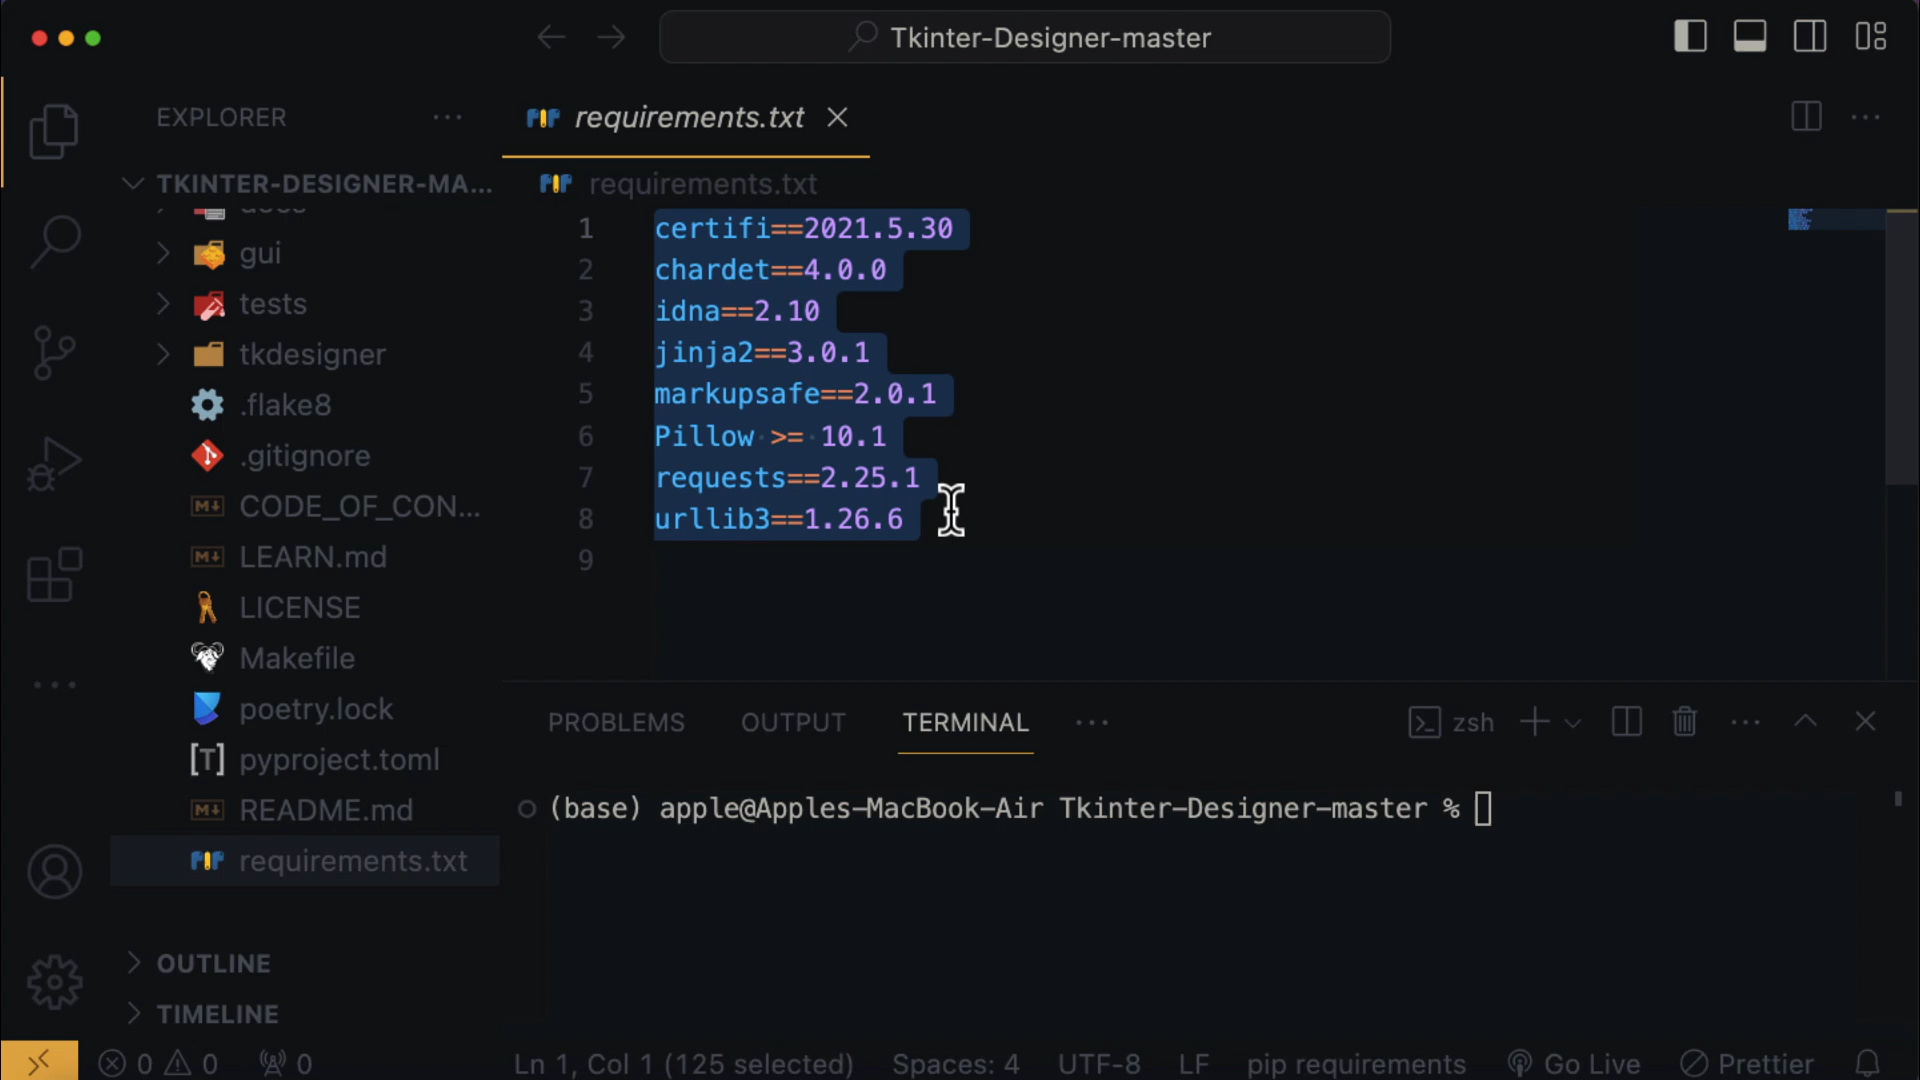 Tkinter-Designer-master
EXPLORER ···
requirements.txt
TKINTER-DESIGNER-MA...
requirements.txt
docs
gui
tests
tkdesigner
.flake8
.gitignore
CODE_OF_CON...
LEARN.md
LICENSE
Makefile
poetry.lock
pyproject.toml
README.md
requirements.txt
OUTLINE
TIMELINE
1 certifi==2021.5.30
2 chardet==4.0.0
3 idna==2.10
4 jinja2==3.0.1
5 markupsafe==2.0.1
6 Pillow >= 10.1
7 requests==2.25.1
8 urllib3==1.26.6
9
PROBLEMS OUTPUT TERMINAL ··· zsh
(base) apple@Apples-MacBook-Air Tkinter-Designer-master %
0 0 0 Ln 1, Col 1 (125 selected) Spaces: 4 UTF-8 LF pip requirements Go Live Prettier